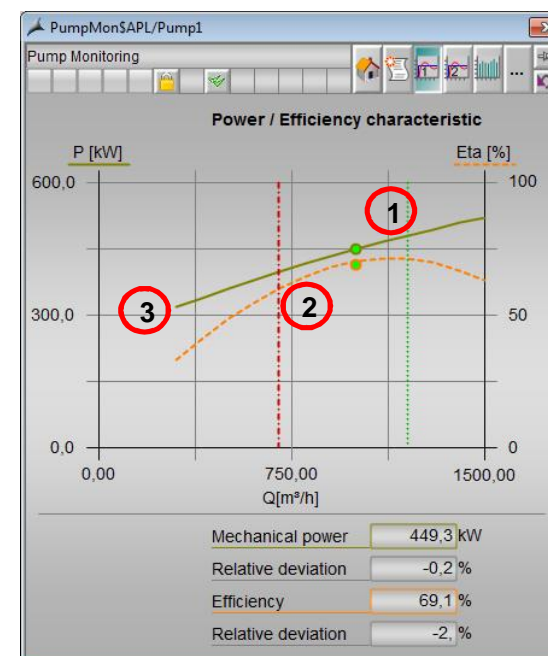 PumpMon$APL/Pump1
Pump Monitoring
1 2 ...
Power / Efficiency characteristic
P [kW] Eta [%]
600,0 100
1
3 300,0 2 50
0,0 0
0,00 750,00 1500,00
Q[m³/h]
Mechanical power 449,3 kW
Relative deviation -0,2 %
Efficiency 69,1 %
Relative deviation -2, %